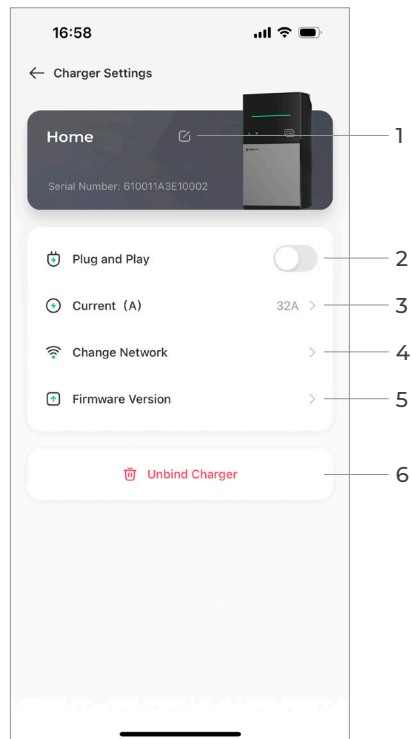 16:58
← Charger Settings
Home
1
Serial Number: 610011A3E10002
Plug and Play
2
Current（A）
32A
3
Change Network
4
Firmware Version
5
Unbind Charger
6